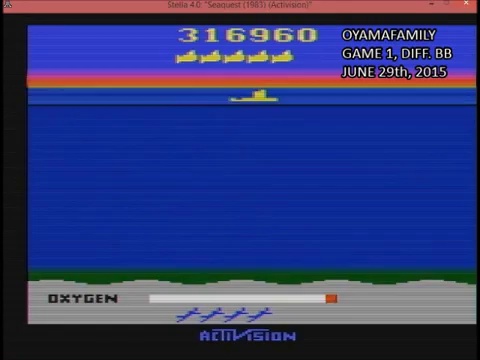 Stella 4.0: "Seaquest (1983) (Activision)"
316960
OYAMAFAMILY
GAME 1, DIFF. BB
JUNE 29th, 2015
OXYGEN
ACTIVISION